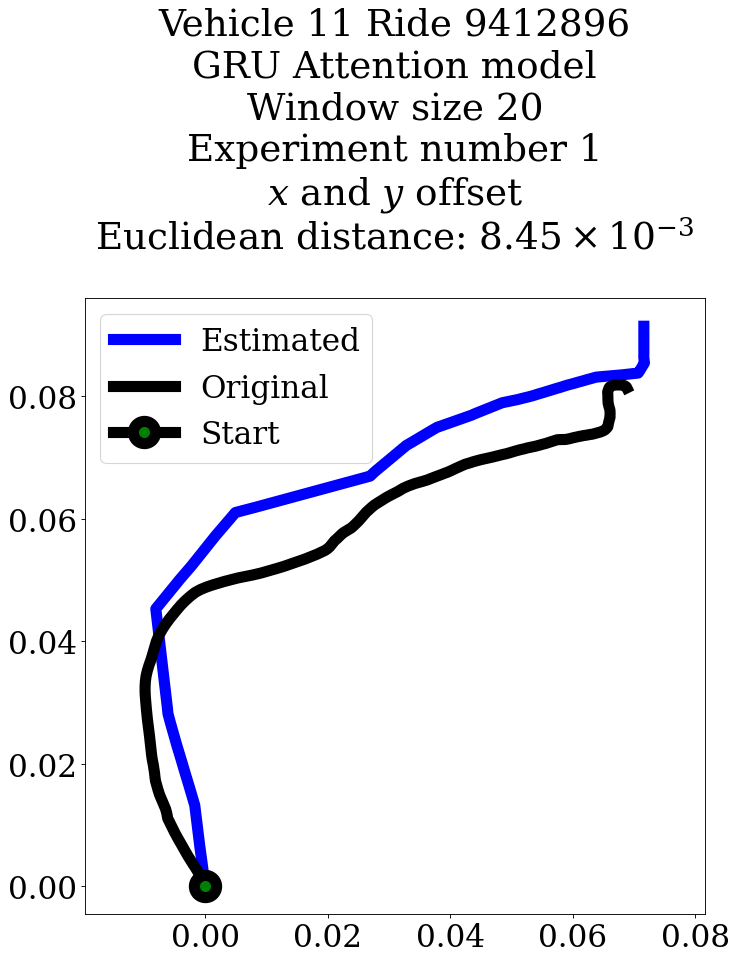 Vehicle 11 Ride 9412896
GRU Attention model
Window size 20
Experiment number 1
x and y offset
Euclidean distance: 8.45 × 10⁻³
Estimated
Original
Start
0.08
0.06
0.04
0.02
0.00
0.00 0.02 0.04 0.06 0.08